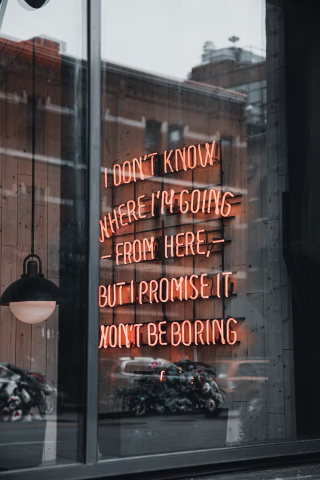 I DON'T KNOW
WHERE I'M GOING
- FROM HERE, -
BUT I PROMISE IT
WON'T BE BORING